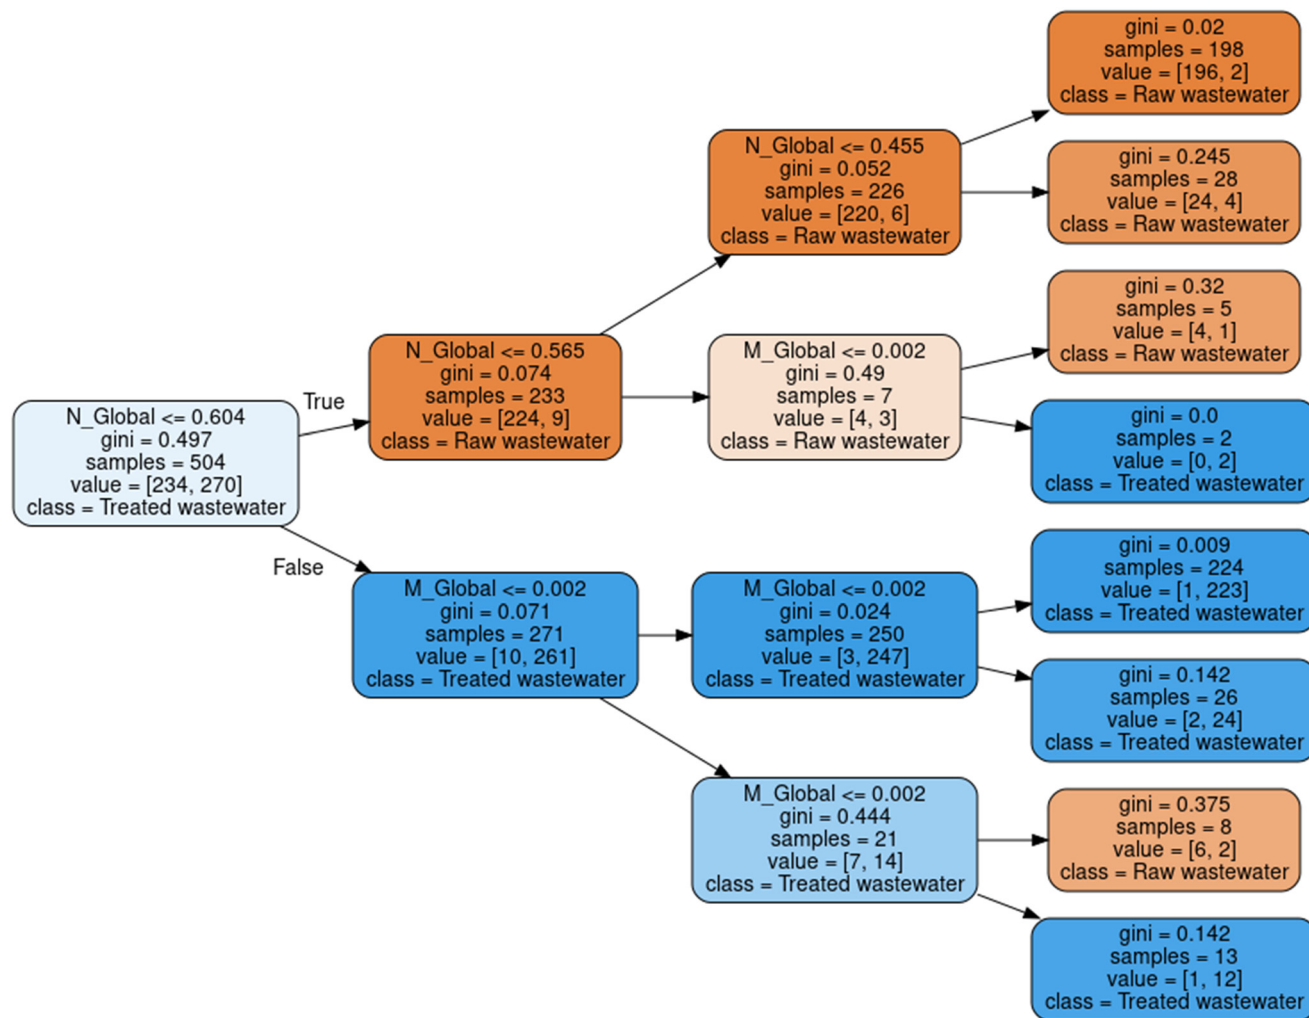 N_Global <= 0.604
gini = 0.497
samples = 504
value = [234, 270]
class = Treated wastewater
True
False
N_Global <= 0.565
gini = 0.074
samples = 233
value = [224, 9]
class = Raw wastewater
M_Global <= 0.002
gini = 0.071
samples = 271
value = [10, 261]
class = Treated wastewater
N_Global <= 0.455
gini = 0.052
samples = 226
value = [220, 6]
class = Raw wastewater
M_Global <= 0.002
gini = 0.49
samples = 7
value = [4, 3]
class = Raw wastewater
M_Global <= 0.002
gini = 0.024
samples = 250
value = [3, 247]
class = Treated wastewater
M_Global <= 0.002
gini = 0.444
samples = 21
value = [7, 14]
class = Treated wastewater
gini = 0.02
samples = 198
value = [196, 2]
class = Raw wastewater
gini = 0.245
samples = 28
value = [24, 4]
class = Raw wastewater
gini = 0.32
samples = 5
value = [4, 1]
class = Raw wastewater
gini = 0.0
samples = 2
value = [0, 2]
class = Treated wastewater
gini = 0.009
samples = 224
value = [1, 223]
class = Treated wastewater
gini = 0.142
samples = 26
value = [2, 24]
class = Treated wastewater
gini = 0.375
samples = 8
value = [6, 2]
class = Raw wastewater
gini = 0.142
samples = 13
value = [1, 12]
class = Treated wastewater